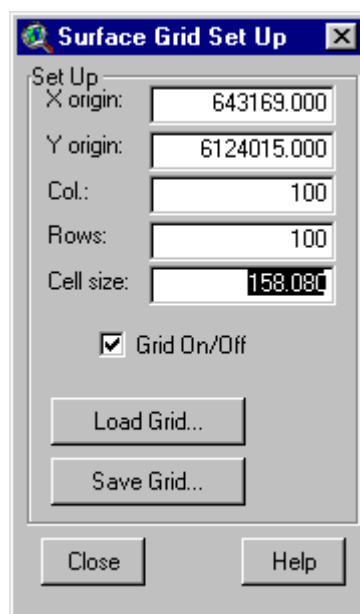 Surface Grid Set Up
Set Up
X origin: 643169.000
Y origin: 6124015.000
Col.: 100
Rows: 100
Cell size: 158.080
Grid On/Off
Load Grid...
Save Grid...
Close Help